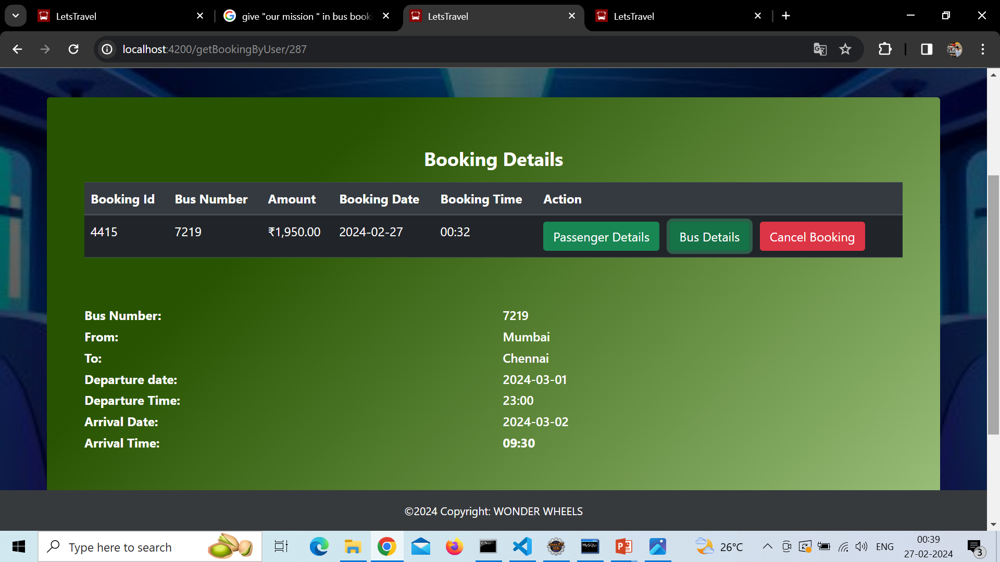 LetsTravel
give "our mission " in bus booki
LetsTravel
LetsTravel
localhost:4200/getBookingByUser/287
Booking Details
Booking Id Bus Number Amount Booking Date Booking Time Action
4415 7219 ₹1,950.00 2024-02-27 00:32 Passenger Details Bus Details Cancel Booking
Bus Number: 7219
From: Mumbai
To: Chennai
Departure date: 2024-03-01
Departure Time: 23:00
Arrival Date: 2024-03-02
Arrival Time: 09:30
©2024 Copyright: WONDER WHEELS
Type here to search
26°C
ENG
00:39
27-02-2024
3